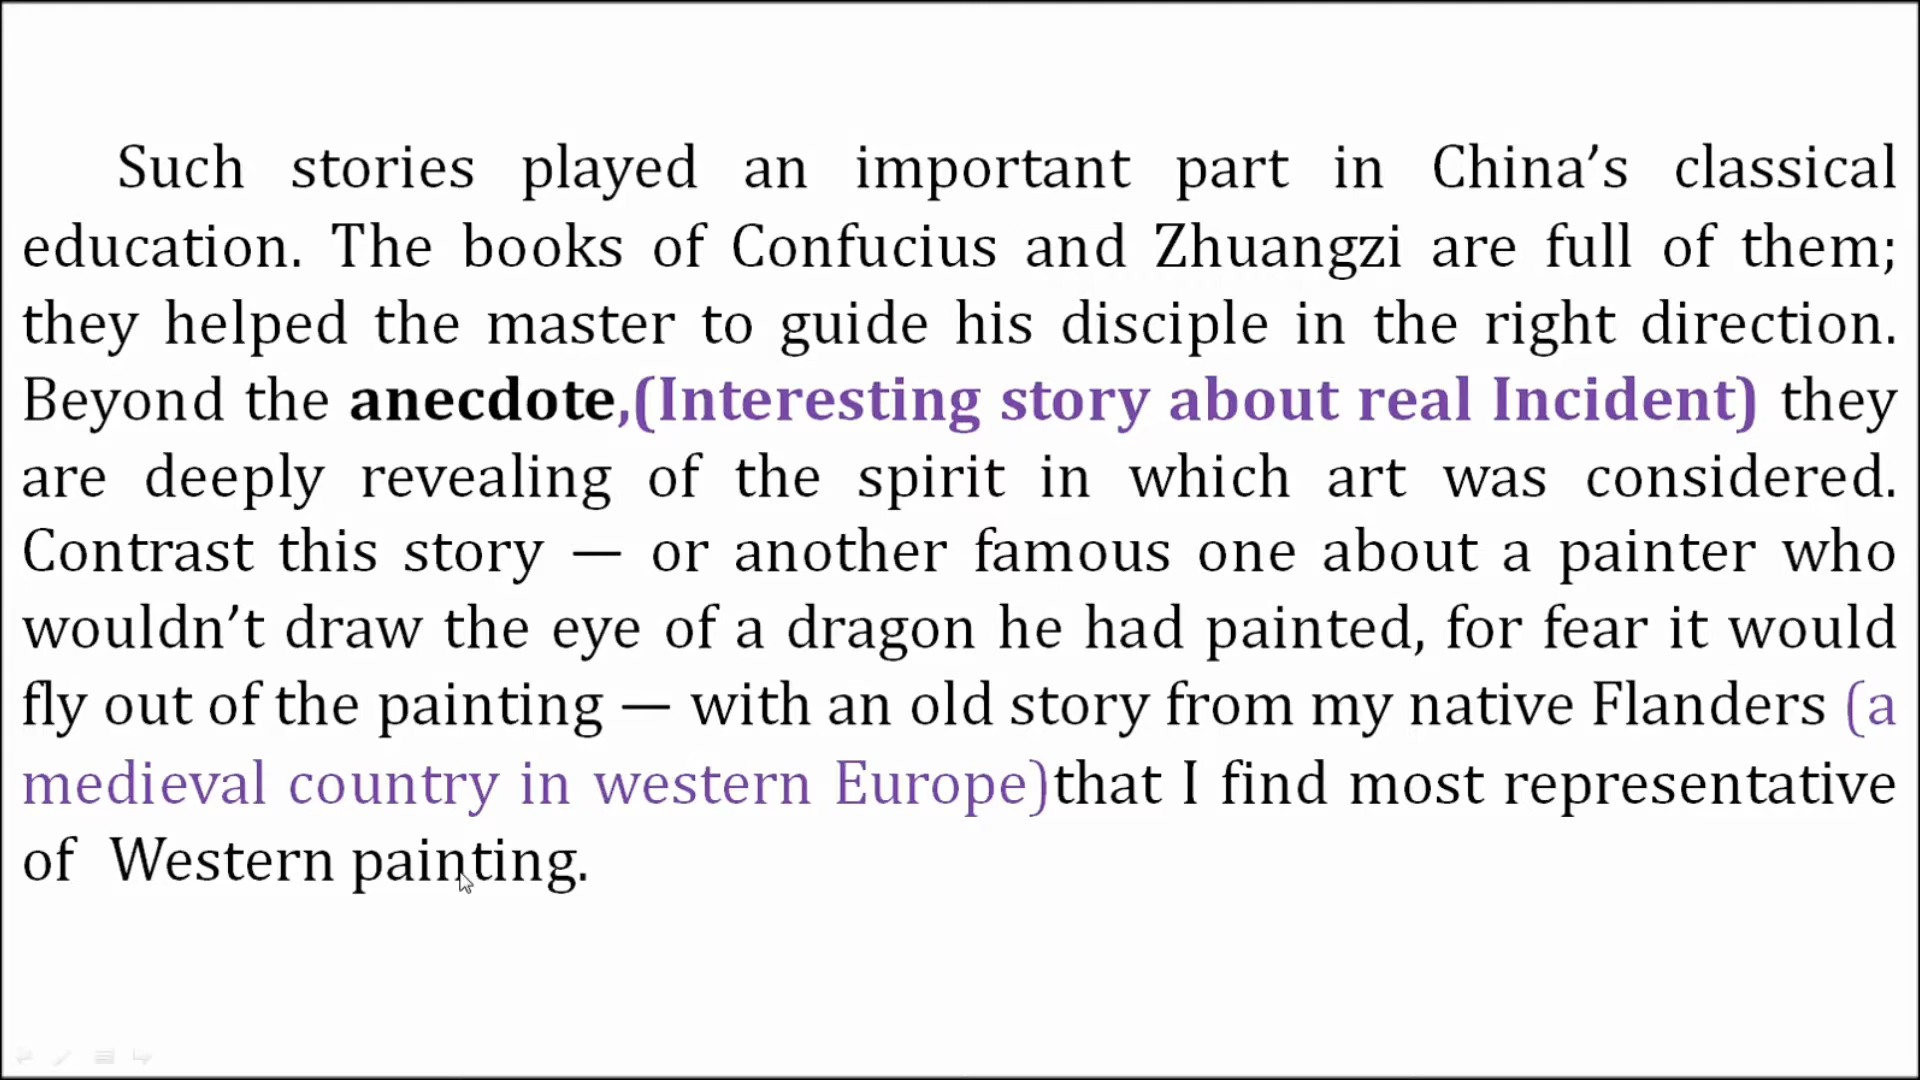 Such stories played an important part in China’s classical
education. The books of Confucius and Zhuangzi are full of them;
they helped the master to guide his disciple in the right direction.
Beyond the anecdote,(Interesting story about real Incident) they
are deeply revealing of the spirit in which art was considered.
Contrast this story — or another famous one about a painter who
wouldn’t draw the eye of a dragon he had painted, for fear it would
fly out of the painting — with an old story from my native Flanders (a
medieval country in western Europe)that I find most representative
of Western painting.